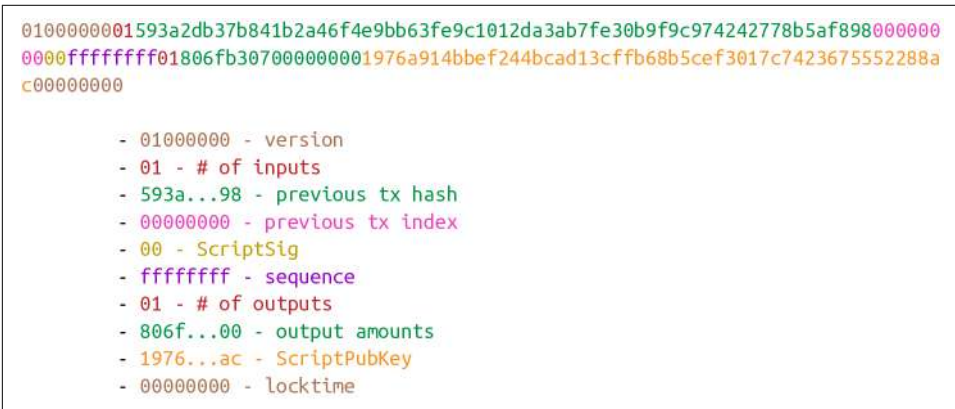 0100000001593a2db37b841b2a46f4e9bb63fe9c1012da3ab7fe30b9f9c974242778b5af898000000
0000ffffffff01806fb307000000001976a914bbef244bcad13cffb68b5cef3017c7423675552288a
c00000000
- 01000000 - version
- 01 - # of inputs
- 593a...98 - previous tx hash
- 00000000 - previous tx index
- 00 - ScriptSig
- ffffffff - sequence
- 01 - # of outputs
- 806f...00 - output amounts
- 1976...ac - ScriptPubKey
- 00000000 - locktime